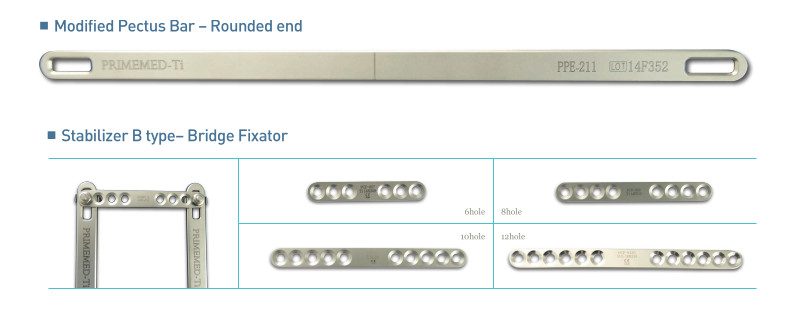 Modified Pectus Bar – Rounded end
PRIMEMED-Ti
PPE-211 LOT 14F352
Stabilizer B type– Bridge Fixator
PRIMEMED-Ti
PRIMEMED-Ti
6hole
8hole
10hole
12hole